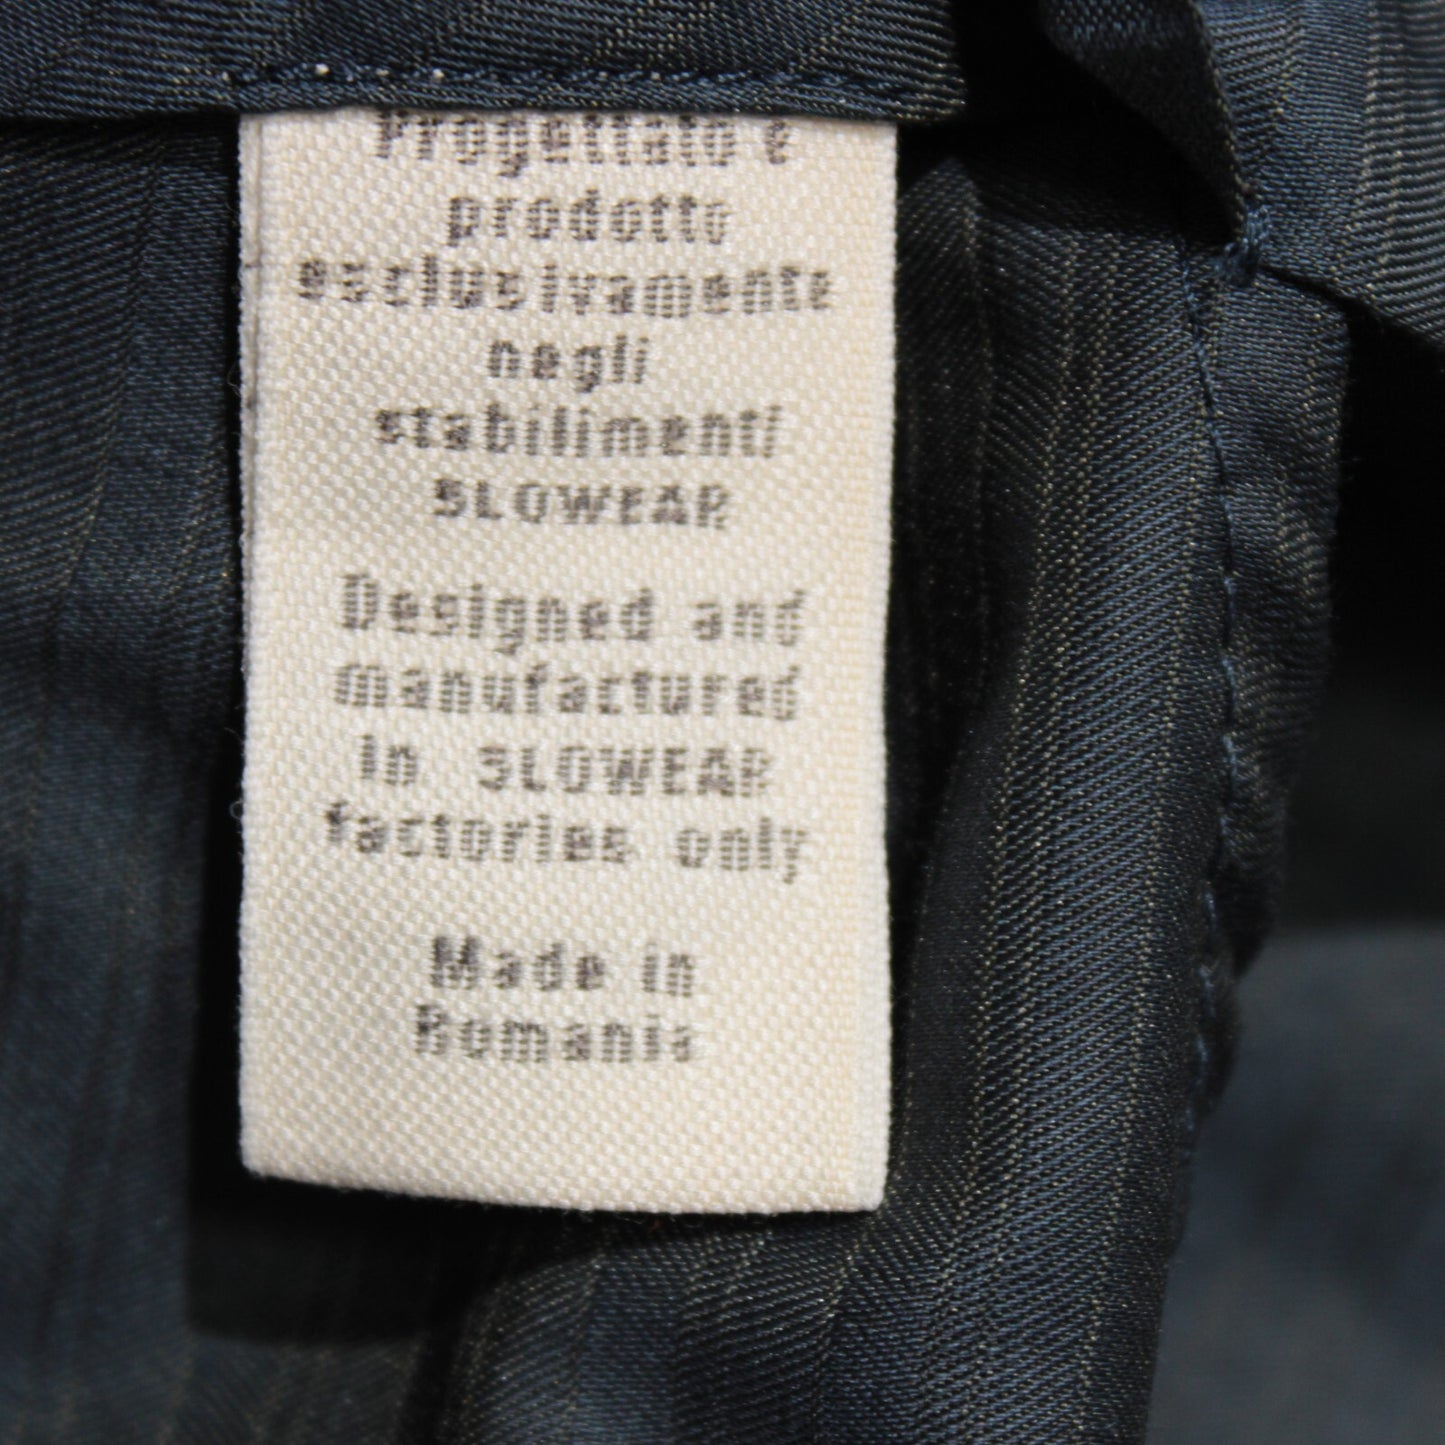 Progettato e
prodotto
esclusivamente
negli
stabilimenti
SLOWEAR
Designed and
manufactured
in SLOWEAR
factories only
Made in
Romania